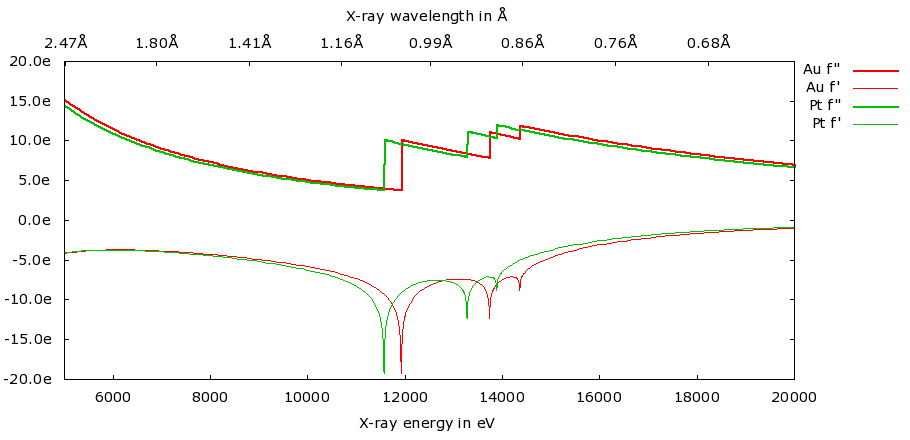 X-ray wavelength in Å
2.47Å 1.80Å 1.41Å 1.16Å 0.99Å 0.86Å 0.76Å 0.68Å
20.0e
15.0e
10.0e
5.0e
0.0e
-5.0e
-10.0e
-15.0e
-20.0e
6000 8000 10000 12000 14000 16000 18000 20000
X-ray energy in eV
Au f"
Au f'
Pt f"
Pt f'